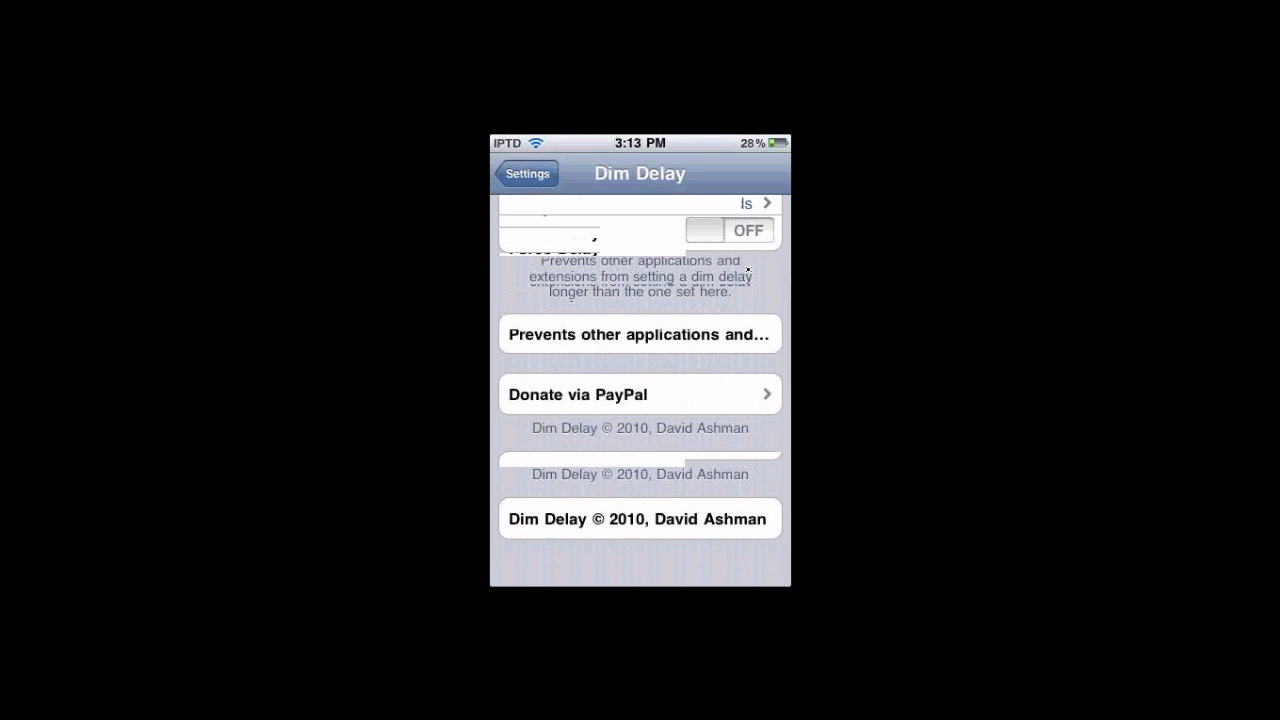 IPTD 3:13 PM 28%
Settings Dim Delay
OFF
Prevents other applications and
extensions from setting a dim delay
longer than the one set here.
Prevents other applications and...
Donate via PayPal
Dim Delay © 2010, David Ashman
Dim Delay © 2010, David Ashman
Dim Delay © 2010, David Ashman